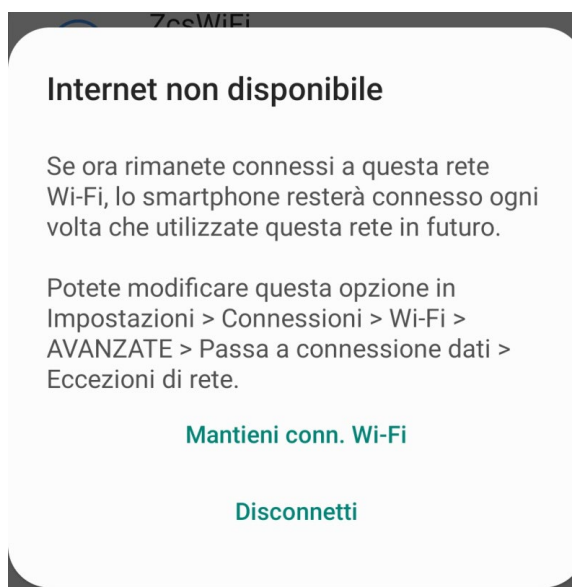 ZcsWiFi
Internet non disponibile
Se ora rimanete connessi a questa rete
Wi-Fi, lo smartphone resterà connesso ogni
volta che utilizzate questa rete in futuro.
Potete modificare questa opzione in
Impostazioni > Connessioni > Wi-Fi >
AVANZATE > Passa a connessione dati >
Eccezioni di rete.
Mantieni conn. Wi-Fi
Disconnetti